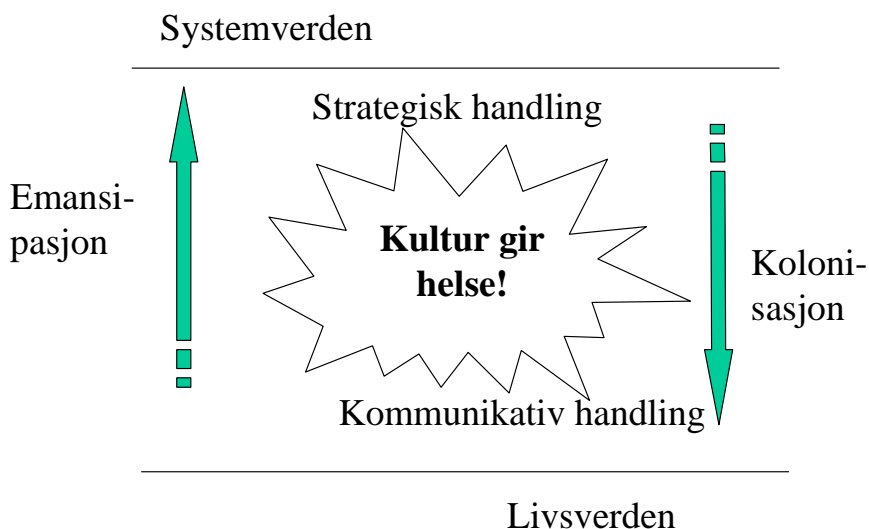 Systemverden
Strategisk handling
Emansi-
pasjon
Kultur gir
helse!
Koloni-
sasjon
Kommunikativ handling
Livsverden